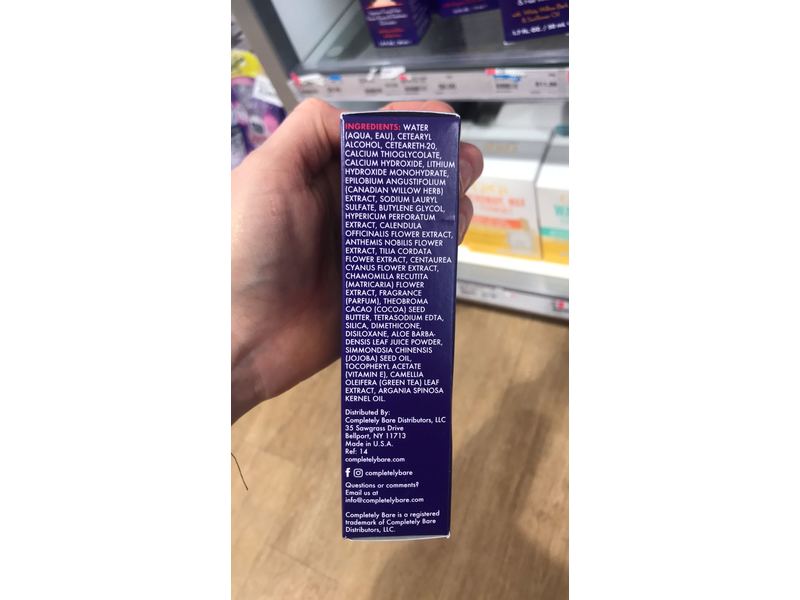 with Willow Bark
& Sunflower Oil
INGREDIENTS: WATER
(AQUA, EAU), CETEARYL
ALCOHOL, CETEARETH-20,
CALCIUM THIOGLYCOLATE,
CALCIUM HYDROXIDE, LITHIUM
HYDROXIDE MONOHYDRATE,
EPILOBIUM ANGUSTIFOLIUM
(CANADIAN WILLOW HERB)
EXTRACT, SODIUM LAURYL
SULFATE, BUTYLENE GLYCOL,
HYPERICUM PERFORATUM
EXTRACT, CALENDULA
OFFICINALIS FLOWER EXTRACT,
ANTHEMIS NOBILIS FLOWER
EXTRACT, TILIA CORDATA
FLOWER EXTRACT, CENTAUREA
CYANUS FLOWER EXTRACT,
CHAMOMILLA RECUTITA
(MATRICARIA) FLOWER
EXTRACT, FRAGRANCE
(PARFUM), THEOBROMA
CACAO (COCOA) SEED
BUTTER, TETRASODIUM EDTA,
SILICA, DIMETHICONE,
DISILOXANE, ALOE BARBA-
DENSIS LEAF JUICE POWDER,
SIMMONDSIA CHINENSIS
(JOJOBA) SEED OIL,
TOCOPHERYL ACETATE
(VITAMIN E), CAMELLIA
OLEIFERA (GREEN TEA) LEAF
EXTRACT, ARGANIA SPINOSA
KERNEL OIL.
Distributed By:
Completely Bare Distributors, LLC
35 Sawgrass Drive
Bellport, NY 11713
Made in U.S.A.
Ref: 14
completelybare.com
f completelybare
Questions or comments?
Email us at
info@completelybare.com
Completely Bare is a registered
trademark of Completely Bare
Distributors, LLC.